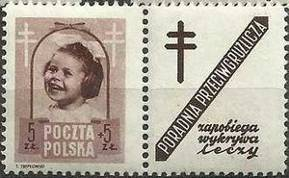 5 ZŁ
POCZTA
POLSKA
+5 ZŁ
PORADNIA PRZECIWGRUŹLICZA
zapobiega
wykrywa
leczy